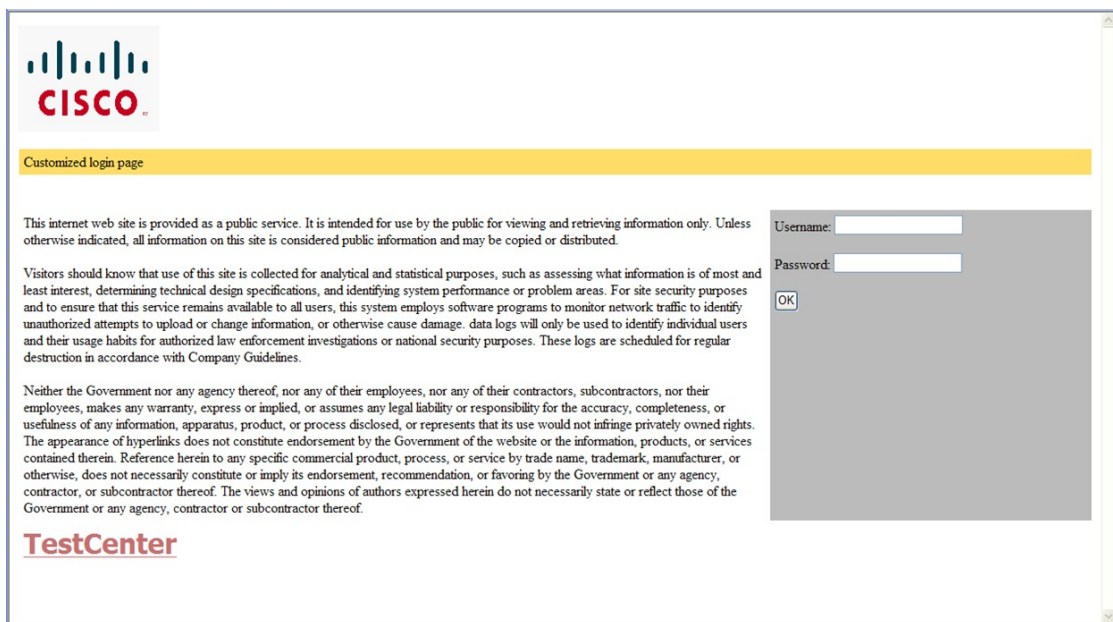 CISCO
Customized login page
This internet web site is provided as a public service. It is intended for use by the public for viewing and retrieving information only. Unless
otherwise indicated, all information on this site is considered public information and may be copied or distributed.
Username:
Visitors should know that use of this site is collected for analytical and statistical purposes, such as assessing what information is of most and
least interest, determining technical design specifications, and identifying system performance or problem areas. For site security purposes
and to ensure that this service remains available to all users, this system employs software programs to monitor network traffic to identify
unauthorized attempts to upload or change information, or otherwise cause damage. data logs will only be used to identify individual users
and their usage habits for authorized law enforcement investigations or national security purposes. These logs are scheduled for regular
destruction in accordance with Company Guidelines.
Password:
OK
Neither the Government nor any agency thereof, nor any of their employees, nor any of their contractors, subcontractors, nor their
employees, makes any warranty, express or implied, or assumes any legal liability or responsibility for the accuracy, completeness, or
usefulness of any information, apparatus, product, or process disclosed, or represents that its use would not infringe privately owned rights.
The appearance of hyperlinks does not constitute endorsement by the Government of the website or the information, products, or services
contained therein. Reference herein to any specific commercial product, process, or service by trade name, trademark, manufacturer, or
otherwise, does not necessarily constitute or imply its endorsement, recommendation, or favoring by the Government or any agency,
contractor, or subcontractor thereof. The views and opinions of authors expressed herein do not necessarily state or reflect those of the
Government or any agency, contractor or subcontractor thereof.
TestCenter